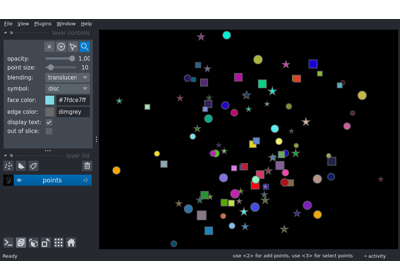 File View Plugins Window Help
layer controls
opacity: 1.00
point size: 10
blending: translucen
symbol: disc
face color: #7fdce7ff
edge color: dimgrey
display text:
out of slice:
layer list
points
Ready use <2> for add points, use <3> for select points activity